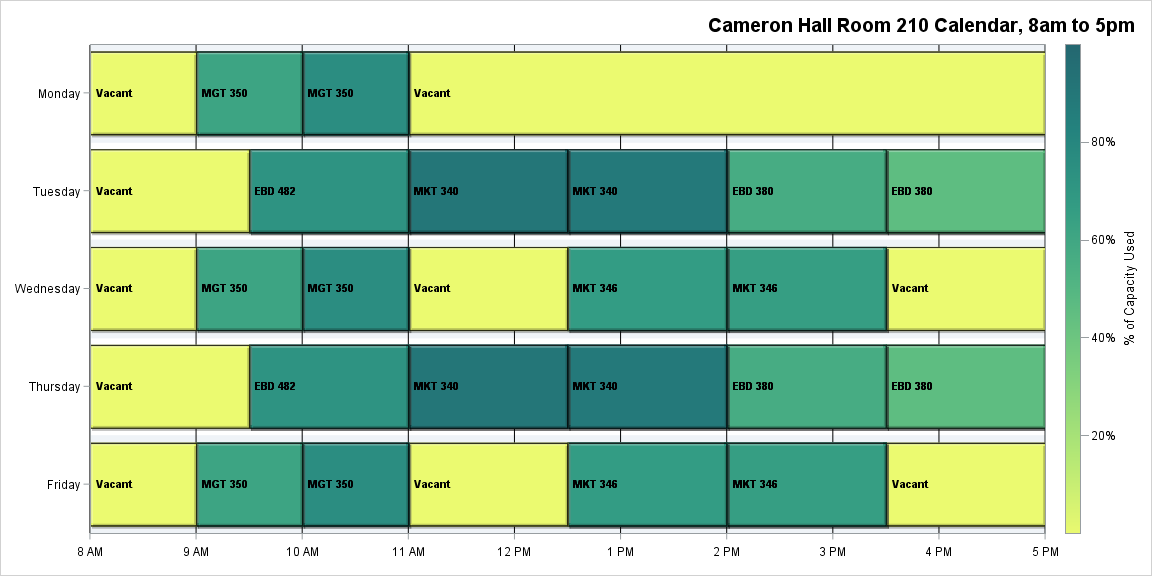 Cameron Hall Room 210 Calendar, 8am to 5pm
Monday
Vacant
MGT 350
MGT 350
Vacant
Tuesday
Vacant
EBD 482
MKT 340
MKT 340
EBD 380
EBD 380
Wednesday
Vacant
MGT 350
MGT 350
Vacant
MKT 346
MKT 346
Vacant
Thursday
Vacant
EBD 482
MKT 340
MKT 340
EBD 380
EBD 380
Friday
Vacant
MGT 350
MGT 350
Vacant
MKT 346
MKT 346
Vacant
8 AM
9 AM
10 AM
11 AM
12 PM
1 PM
2 PM
3 PM
4 PM
5 PM
80%
60%
40%
20%
% of Capacity Used